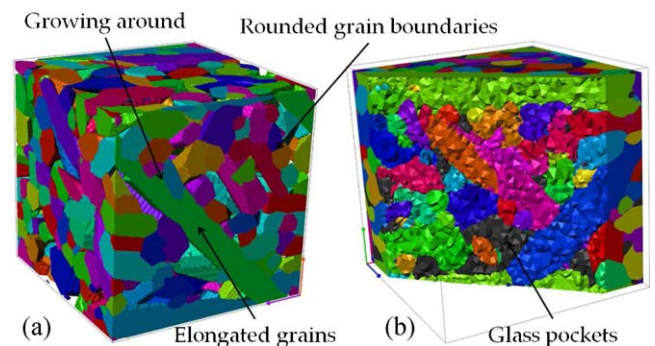 Growing around
Rounded grain boundaries
(a)
Elongated grains
(b)
Glass pockets